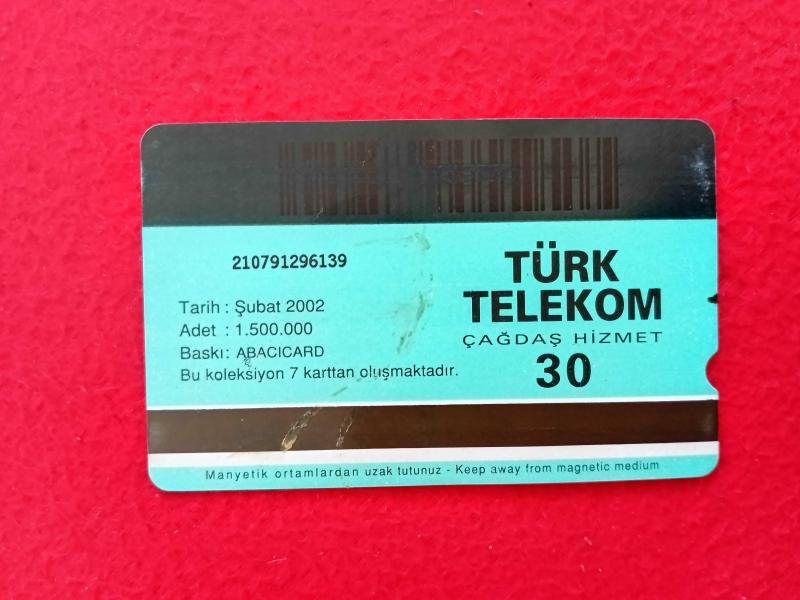 210791296139
Tarih : Şubat 2002
Adet : 1.500.000
Baskı : ABACICARD
Bu koleksiyon 7 karttan oluşmaktadır.
TÜRK
TELEKOM
ÇAĞDAŞ HİZMET
30
Manyetik ortamlardan uzak tutunuz - Keep away from magnetic medium